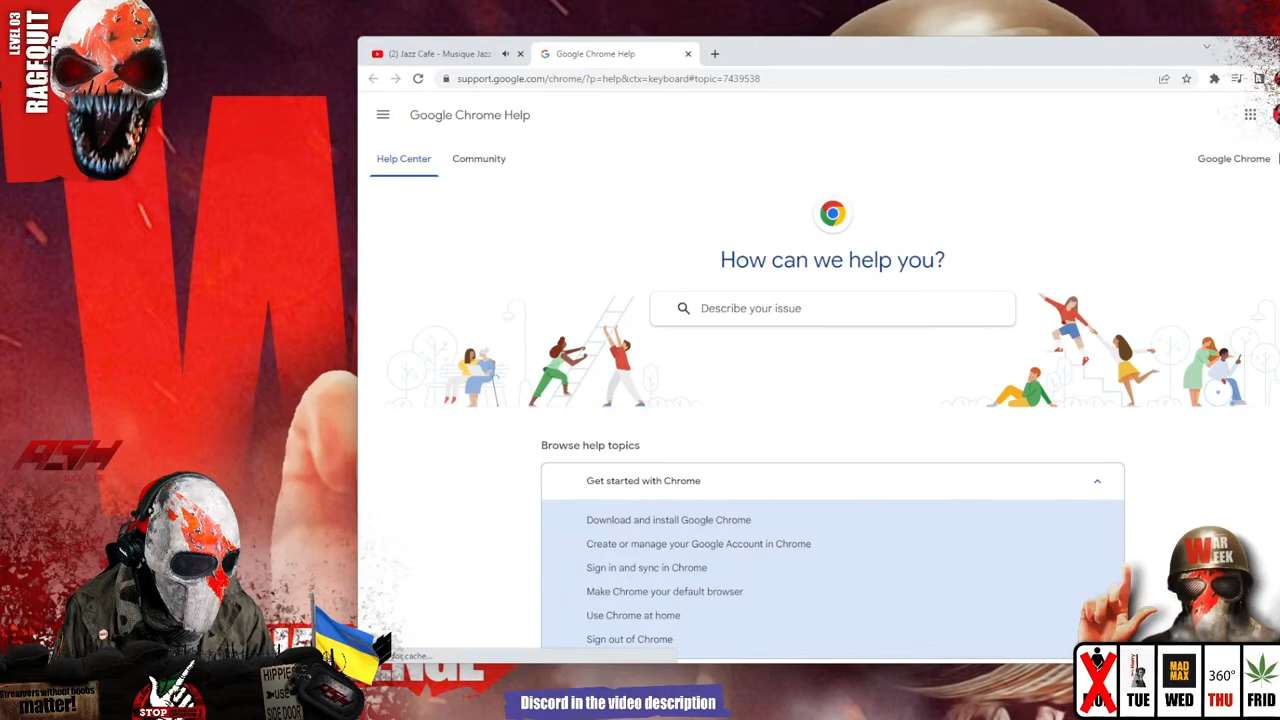 LEVEL 03
RAGEQUIT
(2) Jazz Cafe - Musique Jazz
Google Chrome Help
support.google.com/chrome/?p=help&ctx=keyboard#topic=7439538
Google Chrome Help
Help Center
Community
Google Chrome
How can we help you?
Describe your issue
Browse help topics
Get started with Chrome
Download and install Google Chrome
Create or manage your Google Account in Chrome
Sign in and sync in Chrome
Make Chrome your default browser
Use Chrome at home
Sign out of Chrome
cache...
ASH
WAR
WEEK
Streamers without boobs
matter!
STOP
HIPPIES
USE
SIDE DOOR
Discord in the video description
TUE
MAD
MAX
WED
360°
THU
FRID